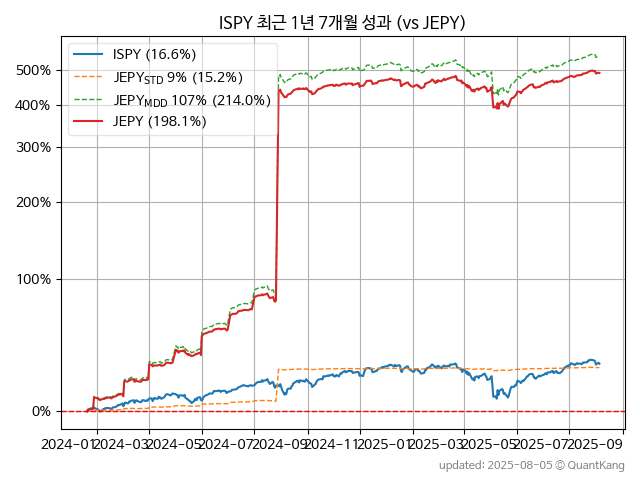 ISPY 최근 1년 7개월 성과 (vs JEPY)
ISPY (16.6%)
JEPYSTD 9% (15.2%)
JEPYMDD 107% (214.0%)
JEPY (198.1%)
500%
400%
300%
200%
100%
0%
2024-01 2024-03 2024-05 2024-07 2024-09 2024-11 2025-01 2025-03 2025-05 2025-07 2025-09
updated: 2025-08-05 © QuantKang